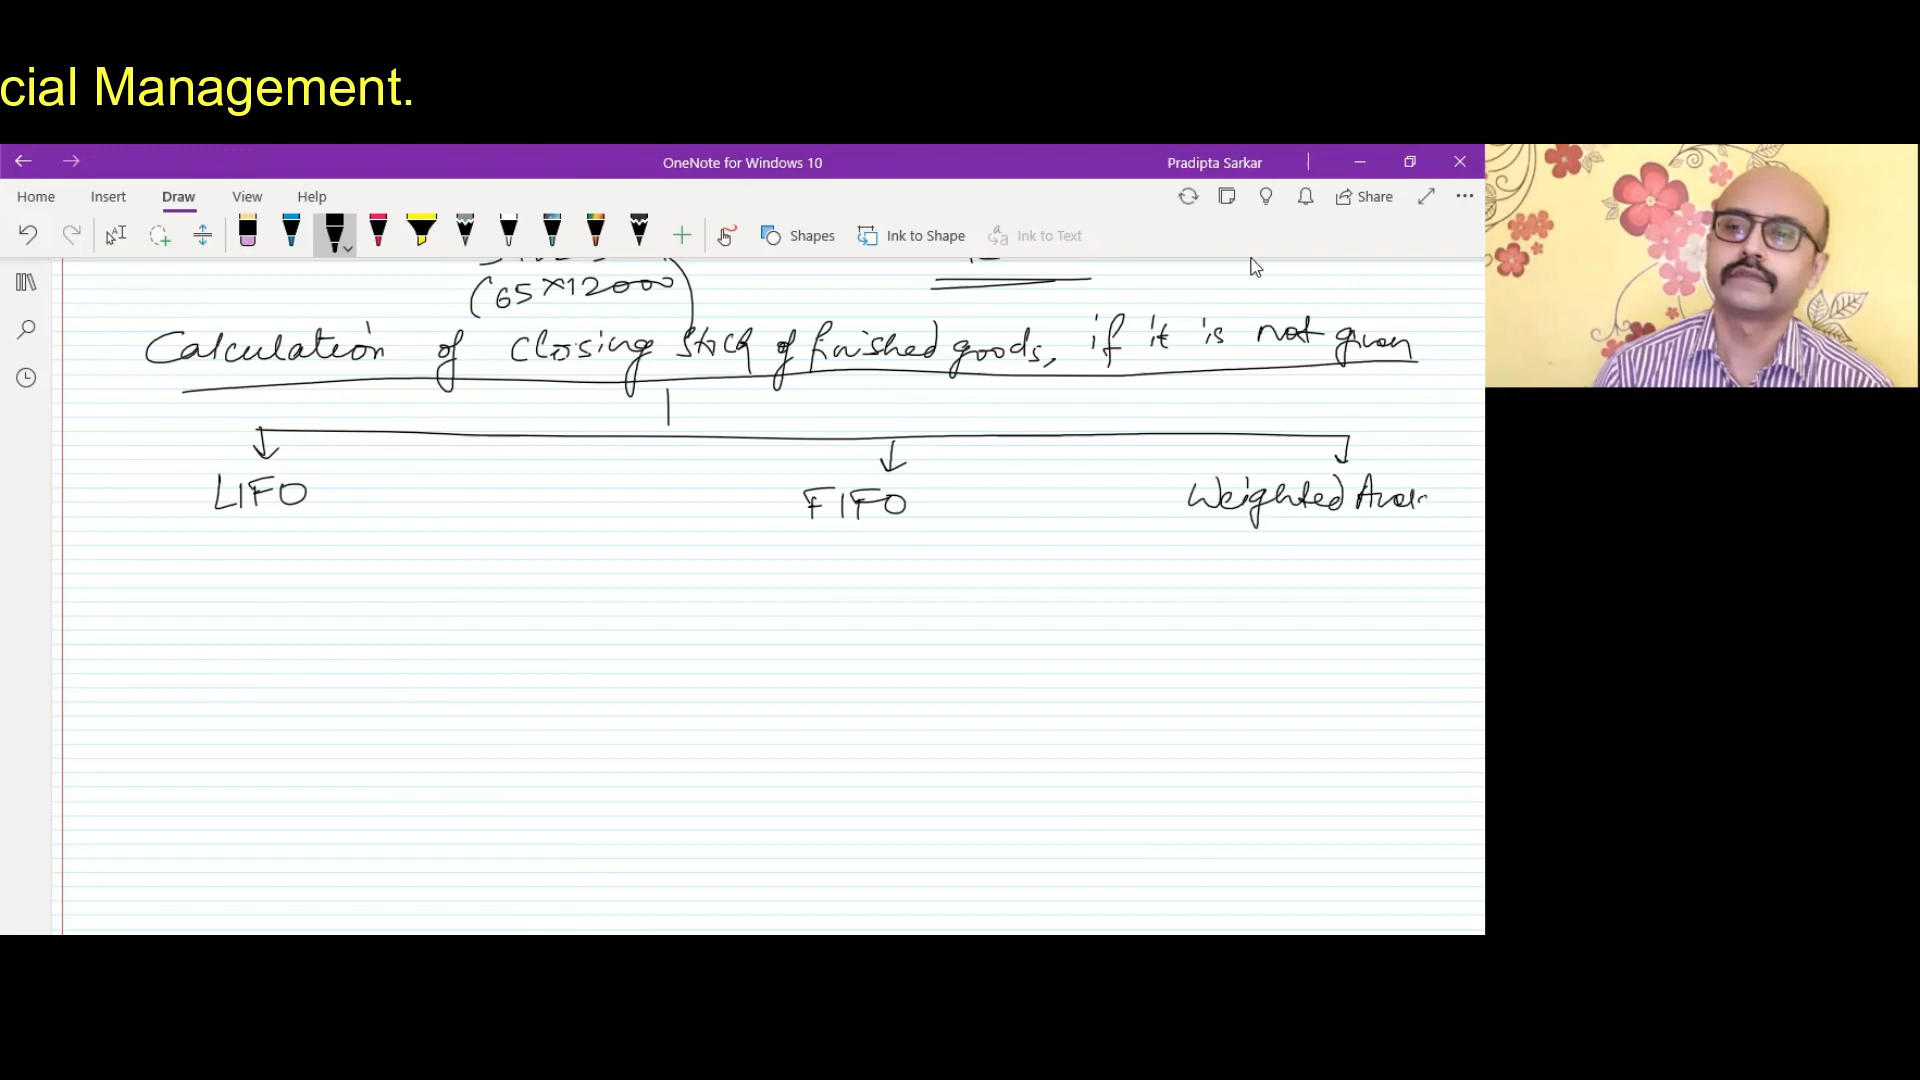 cial Management.
OneNote for Windows 10
Pradipta Sarkar
Home Insert Draw View Help
Share
Shapes Ink to Shape Ink to Text
(65×12000)
Calculation of closing Stock of finished goods, if it is not given
LIFO FIFO Weighted